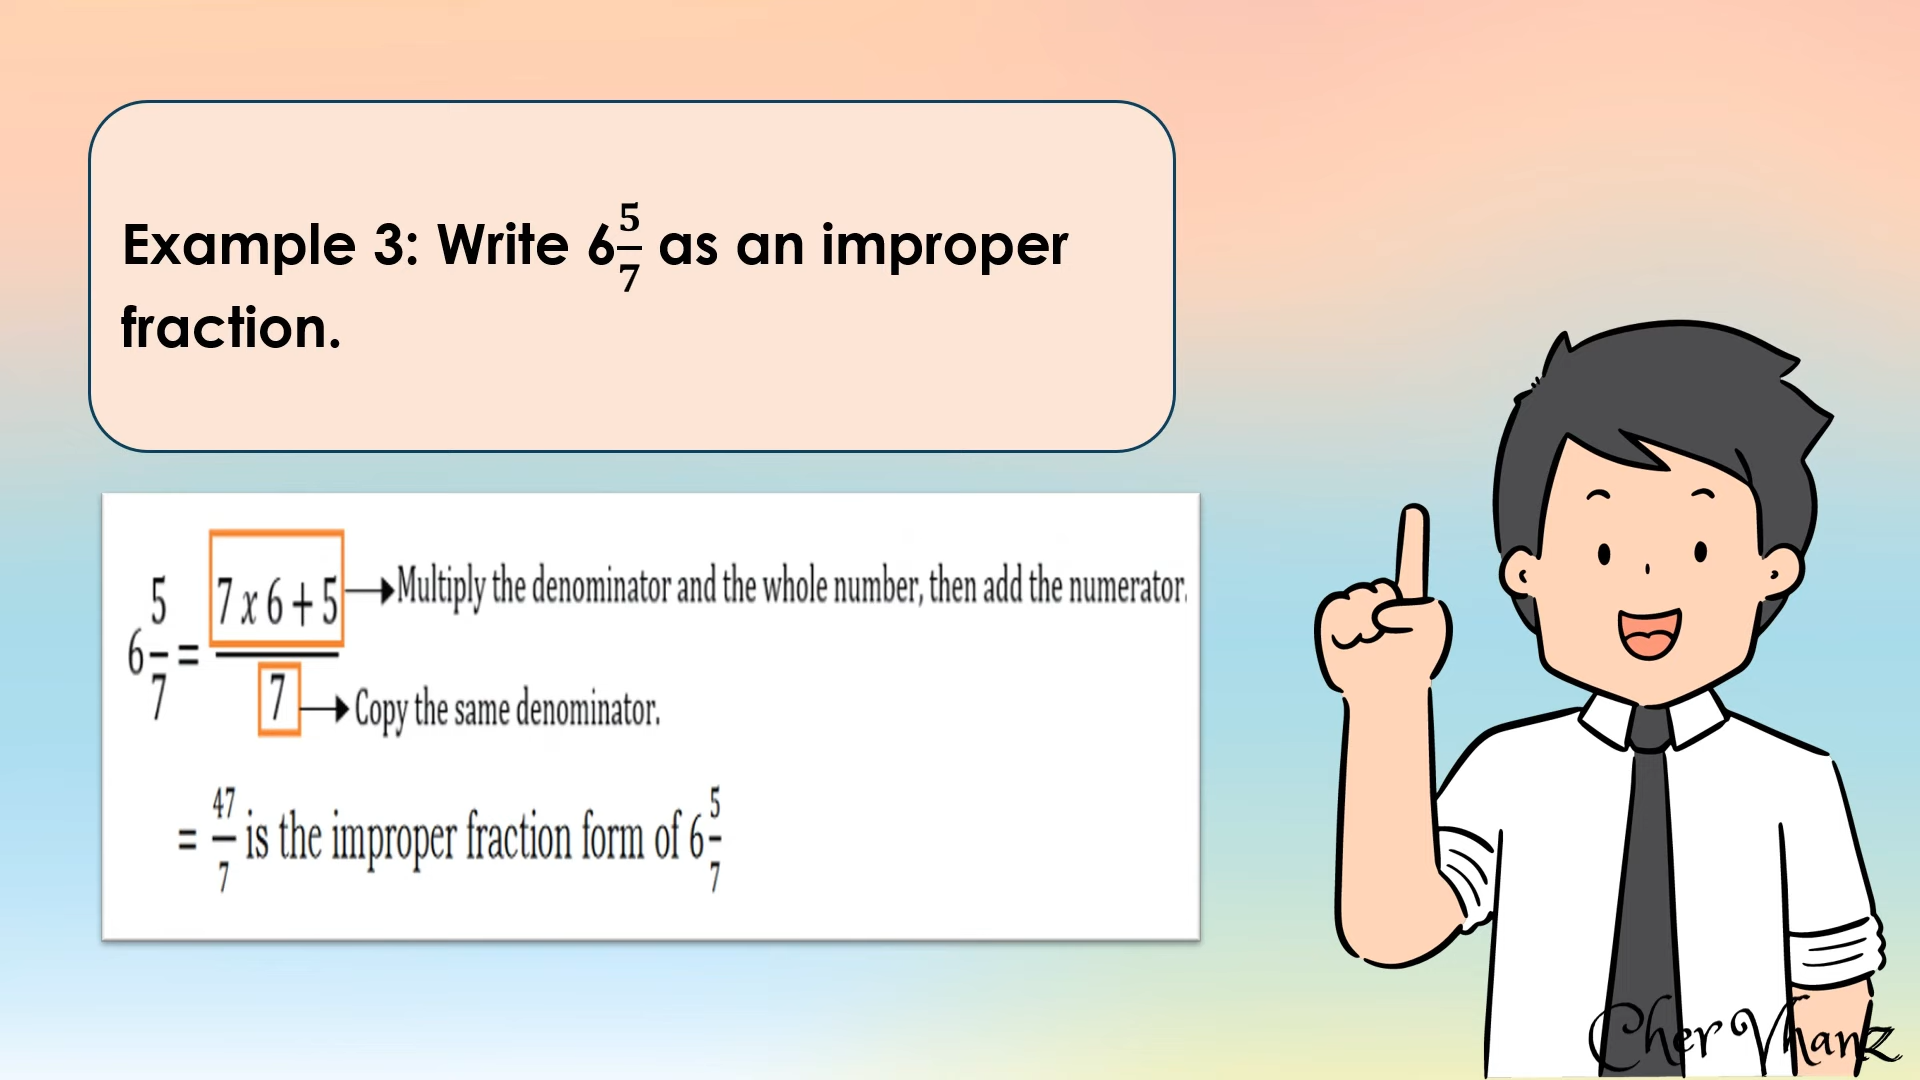 Example 3: Write 6 5/7 as an improper
fraction.
6 5/7 = (7 x 6 + 5)/7
Multiply the denominator and the whole number, then add the numerator.
Copy the same denominator.
= 47/7 is the improper fraction form of 6 5/7
Cher Vhanz